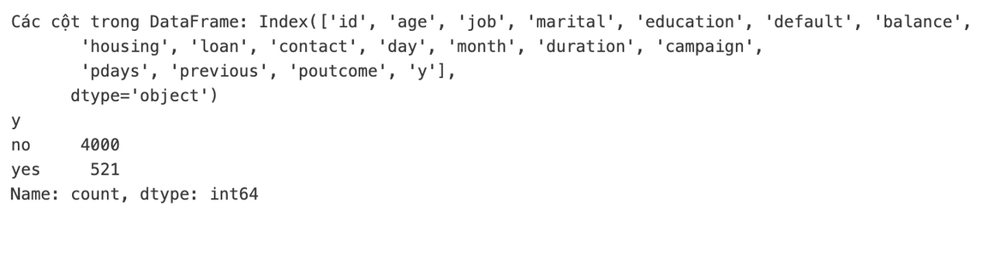 Các cột trong DataFrame: Index(['id', 'age', 'job', 'marital', 'education', 'default', 'balance',
       'housing', 'loan', 'contact', 'day', 'month', 'duration', 'campaign',
       'pdays', 'previous', 'poutcome', 'y'],
      dtype='object')
y
no     4000
yes     521
Name: count, dtype: int64